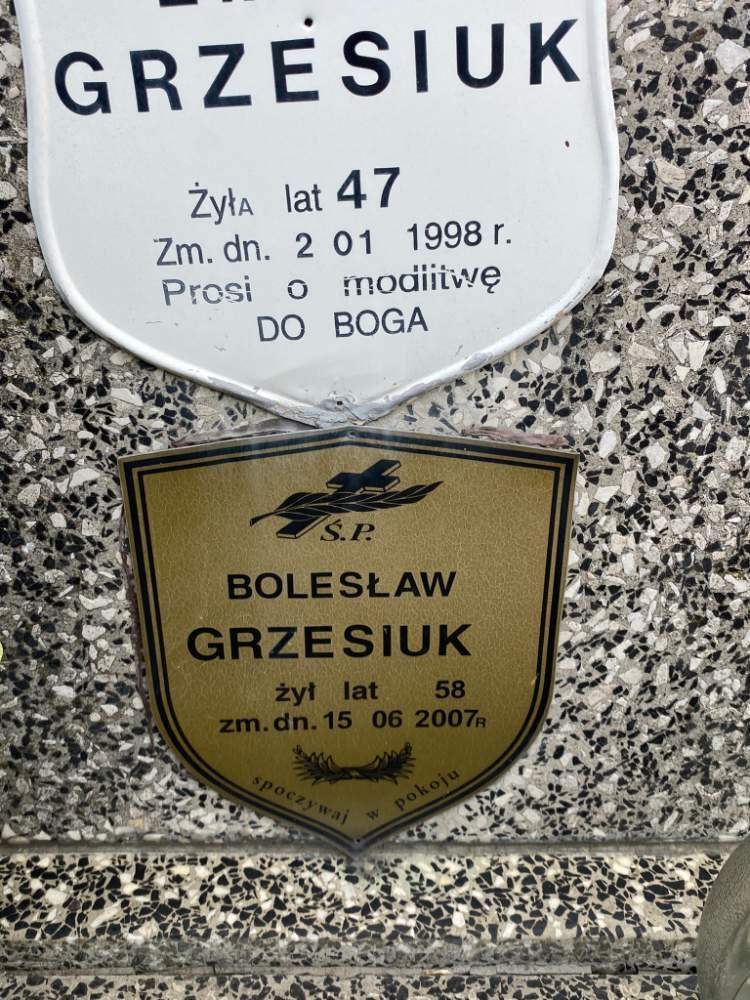 GRZESIUK
ŻyłA lat 47
Zm. dn. 2 01 1998 r.
Prosi o modlitwę
DO BOGA
Ś.P.
BOLESŁAW
GRZESIUK
żył lat 58
zm. dn. 15 06 2007R
spoczywaj w pokoju